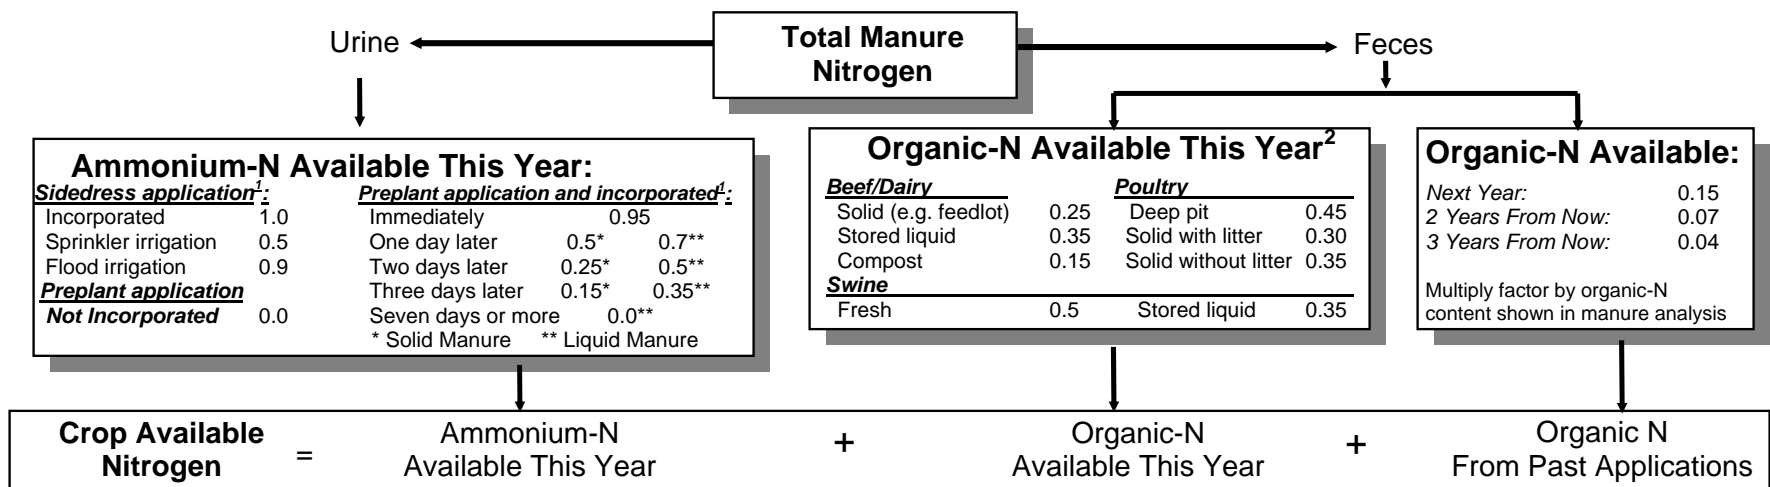 Urine
Total Manure
Nitrogen
Feces
Ammonium-N Available This Year:
Sidedress application1:
Incorporated 1.0
Sprinkler irrigation 0.5
Flood irrigation 0.9
Preplant application
Not Incorporated 0.0
Preplant application and incorporated1:
Immediately 0.95
One day later 0.5* 0.7**
Two days later 0.25* 0.5**
Three days later 0.15* 0.35**
Seven days or more 0.0**
* Solid Manure ** Liquid Manure
Organic-N Available This Year2
Beef/Dairy Poultry
Solid (e.g. feedlot) 0.25 Deep pit 0.45
Stored liquid 0.35 Solid with litter 0.30
Compost 0.15 Solid without litter 0.35
Swine
Fresh 0.5 Stored liquid 0.35
Organic-N Available:
Next Year: 0.15
2 Years From Now: 0.07
3 Years From Now: 0.04
Multiply factor by organic-N
content shown in manure analysis
Crop Available
Nitrogen
=
Ammonium-N
Available This Year
+
Organic-N
Available This Year
+
Organic N
From Past Applications